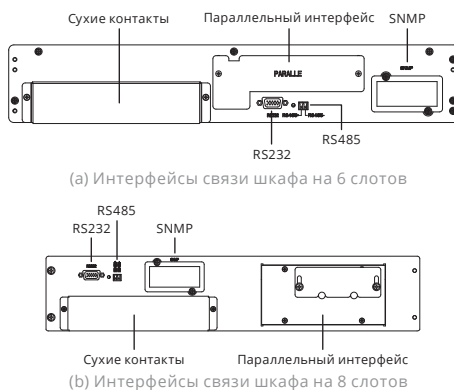 Сухие контакты
Параллельный интерфейс
SNMP
PARALLE
RS232
RS485
(a) Интерфейсы связи шкафа на 6 слотов
RS485
RS232
SNMP
Сухие контакты
Параллельный интерфейс
(b) Интерфейсы связи шкафа на 8 слотов